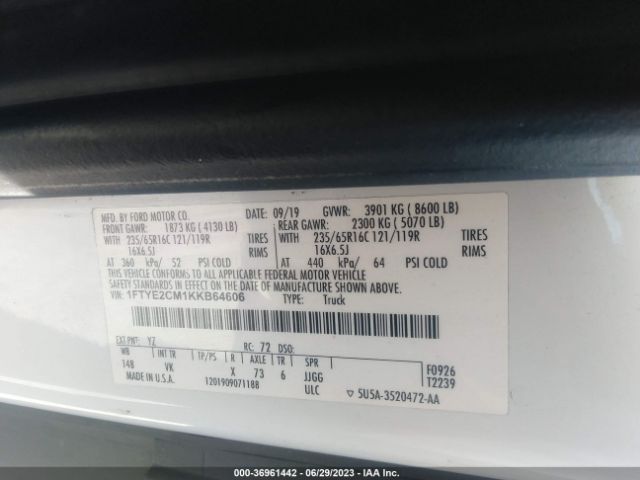 MFD. BY FORD MOTOR CO. DATE: 09/19 GVWR: 3901 KG ( 8600 LB)
FRONT GAWR: 1873 KG ( 4130 LB) REAR GAWR: 2300 KG ( 5070 LB)
WITH 235/65R16C 121/119R TIRES WITH 235/65R16C 121/119R TIRES
16X6.5J RIMS 16X6.5J RIMS
AT 360 kPa/ 52 PSI COLD AT 440 kPa/ 64 PSI COLD
THIS VEHICLE CONFORMS TO ALL APPLICABLE FEDERAL MOTOR VEHICLE
SAFETY STANDARDS IN EFFECT ON THE DATE OF MANUFACTURE SHOWN ABOVE.
VIN: 1FTYE2CM1KKB64606 TYPE: Truck
EXT PNT: YZ RC: 72 DSO:
WB INT TR TP/PS R AXLE TR SPR
148 VK X 73 6 JJGG
ULC
F0926
T2239
MADE IN U.S.A. 1201909071188 5U5A-3520472-AA
000-36961442 - 06/29/2023 - IAA Inc.